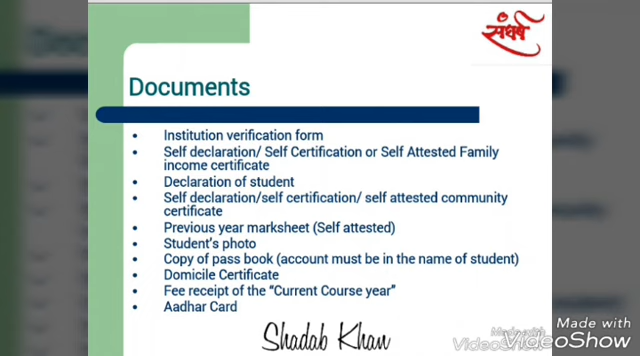 संघर्ष
Documents
• Institution verification form
• Self declaration/ Self Certification or Self Attested Family
income certificate
• Declaration of student
• Self declaration/self certification/ self attested community
certificate
• Previous year marksheet (Self attested)
• Student's photo
• Copy of pass book (account must be in the name of student)
• Domicile Certificate
• Fee receipt of the “Current Course year”
• Aadhar Card
Shadab Khan
Made with
VideoShow
Made with
VideoShow